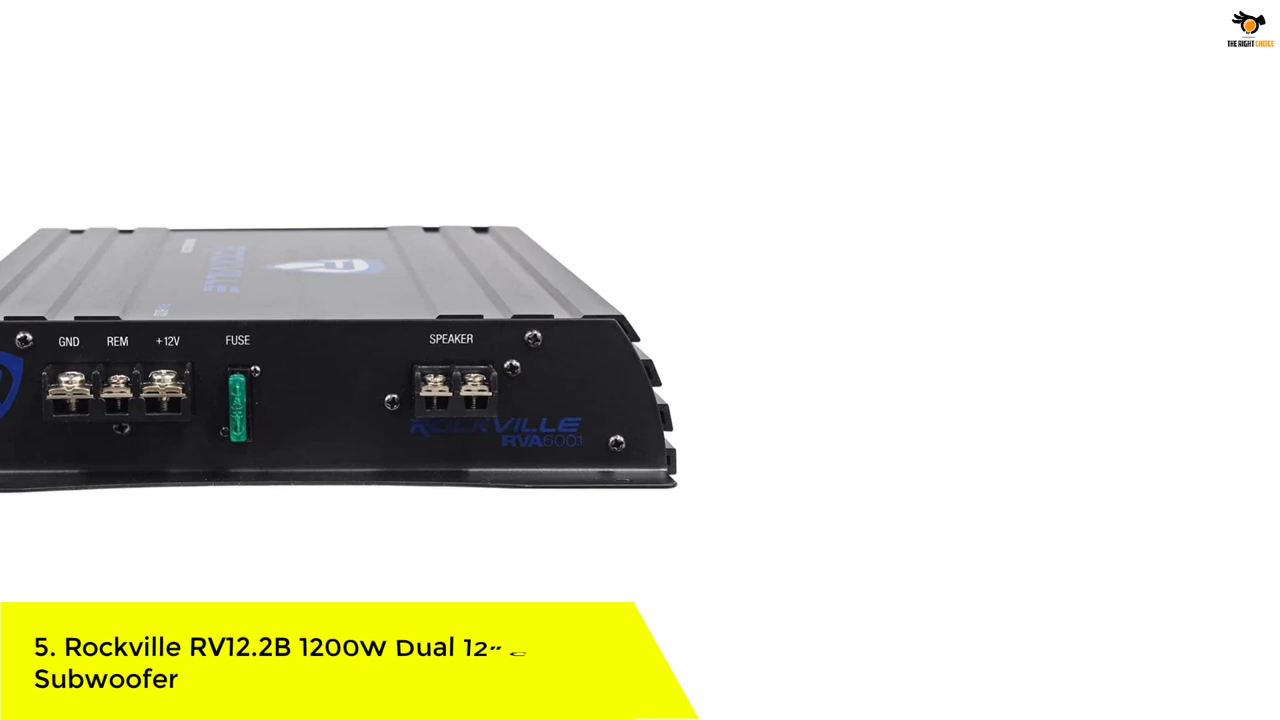 THE RIGHT CHOICE
GND REM +12V FUSE SPEAKER
ROCKVILLE
RVA600.1
5. Rockville RV12.2B 1200W Dual 12"
Subwoofer